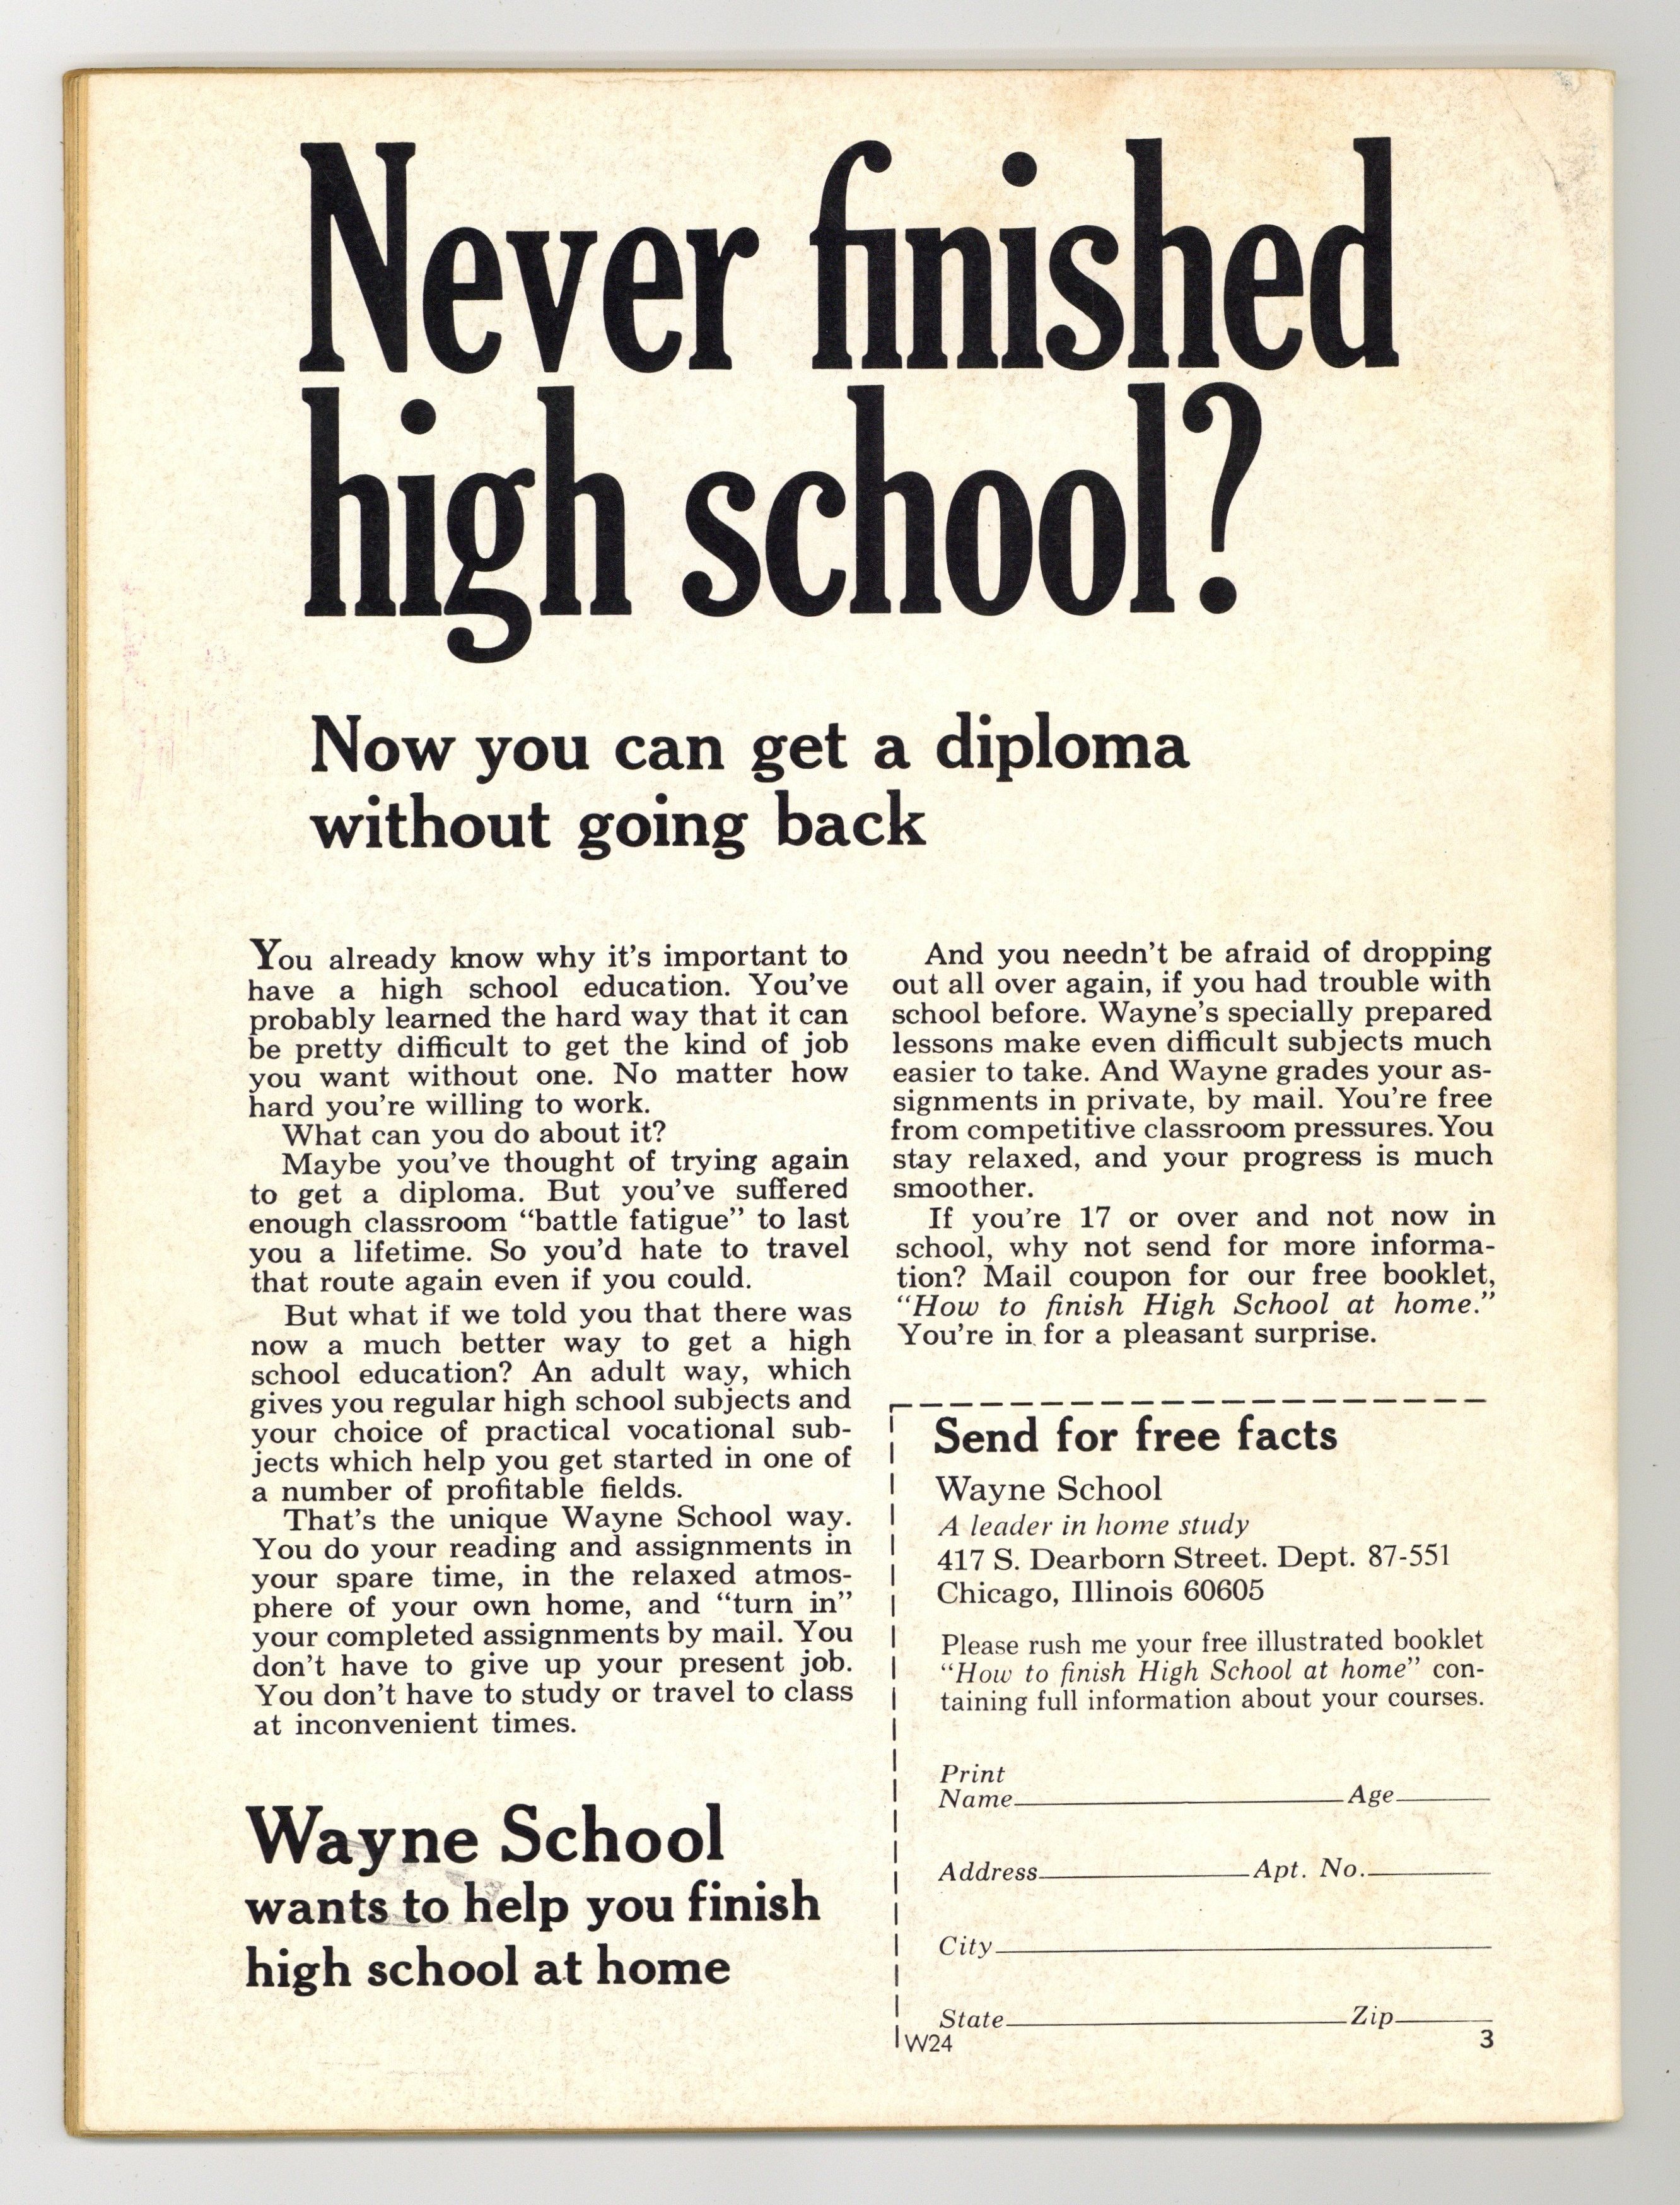 Never finished
high school?
Now you can get a diploma
without going back
You already know why it's important to
have a high school education. You've
probably learned the hard way that it can
be pretty difficult to get the kind of job
you want without one. No matter how
hard you're willing to work.
What can you do about it?
Maybe you've thought of trying again
to get a diploma. But you've suffered
enough classroom “battle fatigue” to last
you a lifetime. So you'd hate to travel
that route again even if you could.
But what if we told you that there was
now a much better way to get a high
school education? An adult way, which
gives you regular high school subjects and
your choice of practical vocational sub-
jects which help you get started in one of
a number of profitable fields.
That's the unique Wayne School way.
You do your reading and assignments in
your spare time, in the relaxed atmos-
phere of your own home, and “turn in”
your completed assignments by mail. You
don't have to give up your present job.
You don't have to study or travel to class
at inconvenient times.
Wayne School
wants to help you finish
high school at home
And you needn't be afraid of dropping
out all over again, if you had trouble with
school before. Wayne's specially prepared
lessons make even difficult subjects much
easier to take. And Wayne grades your as-
signments in private, by mail. You're free
from competitive classroom pressures. You
stay relaxed, and your progress is much
smoother.
If you're 17 or over and not now in
school, why not send for more informa-
tion? Mail coupon for our free booklet,
“How to finish High School at home.”
You're in for a pleasant surprise.
Send for free facts
Wayne School
A leader in home study
417 S. Dearborn Street. Dept. 87-551
Chicago, Illinois 60605
Please rush me your free illustrated booklet
“How to finish High School at home” con-
taining full information about your courses.
Print
Name Age
Address Apt. No.
City
State Zip
W24 3